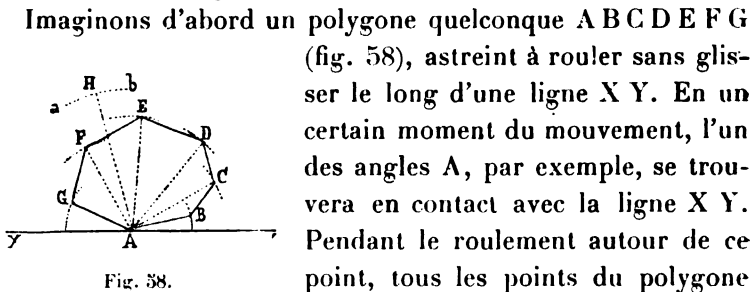 Imaginons d'abord un polygone quelconque A B C D E F G
(fig. 58), astreint à rouler sans glis-
ser le long d'une ligne X Y. En un
certain moment du mouvement, l'un
des angles A, par exemple, se trou-
vera en contact avec la ligne X Y.
Pendant le roulement autour de ce
point, tous les points du polygone
H b
a
E
F D
C
G
B
Y A
Fig. 58.